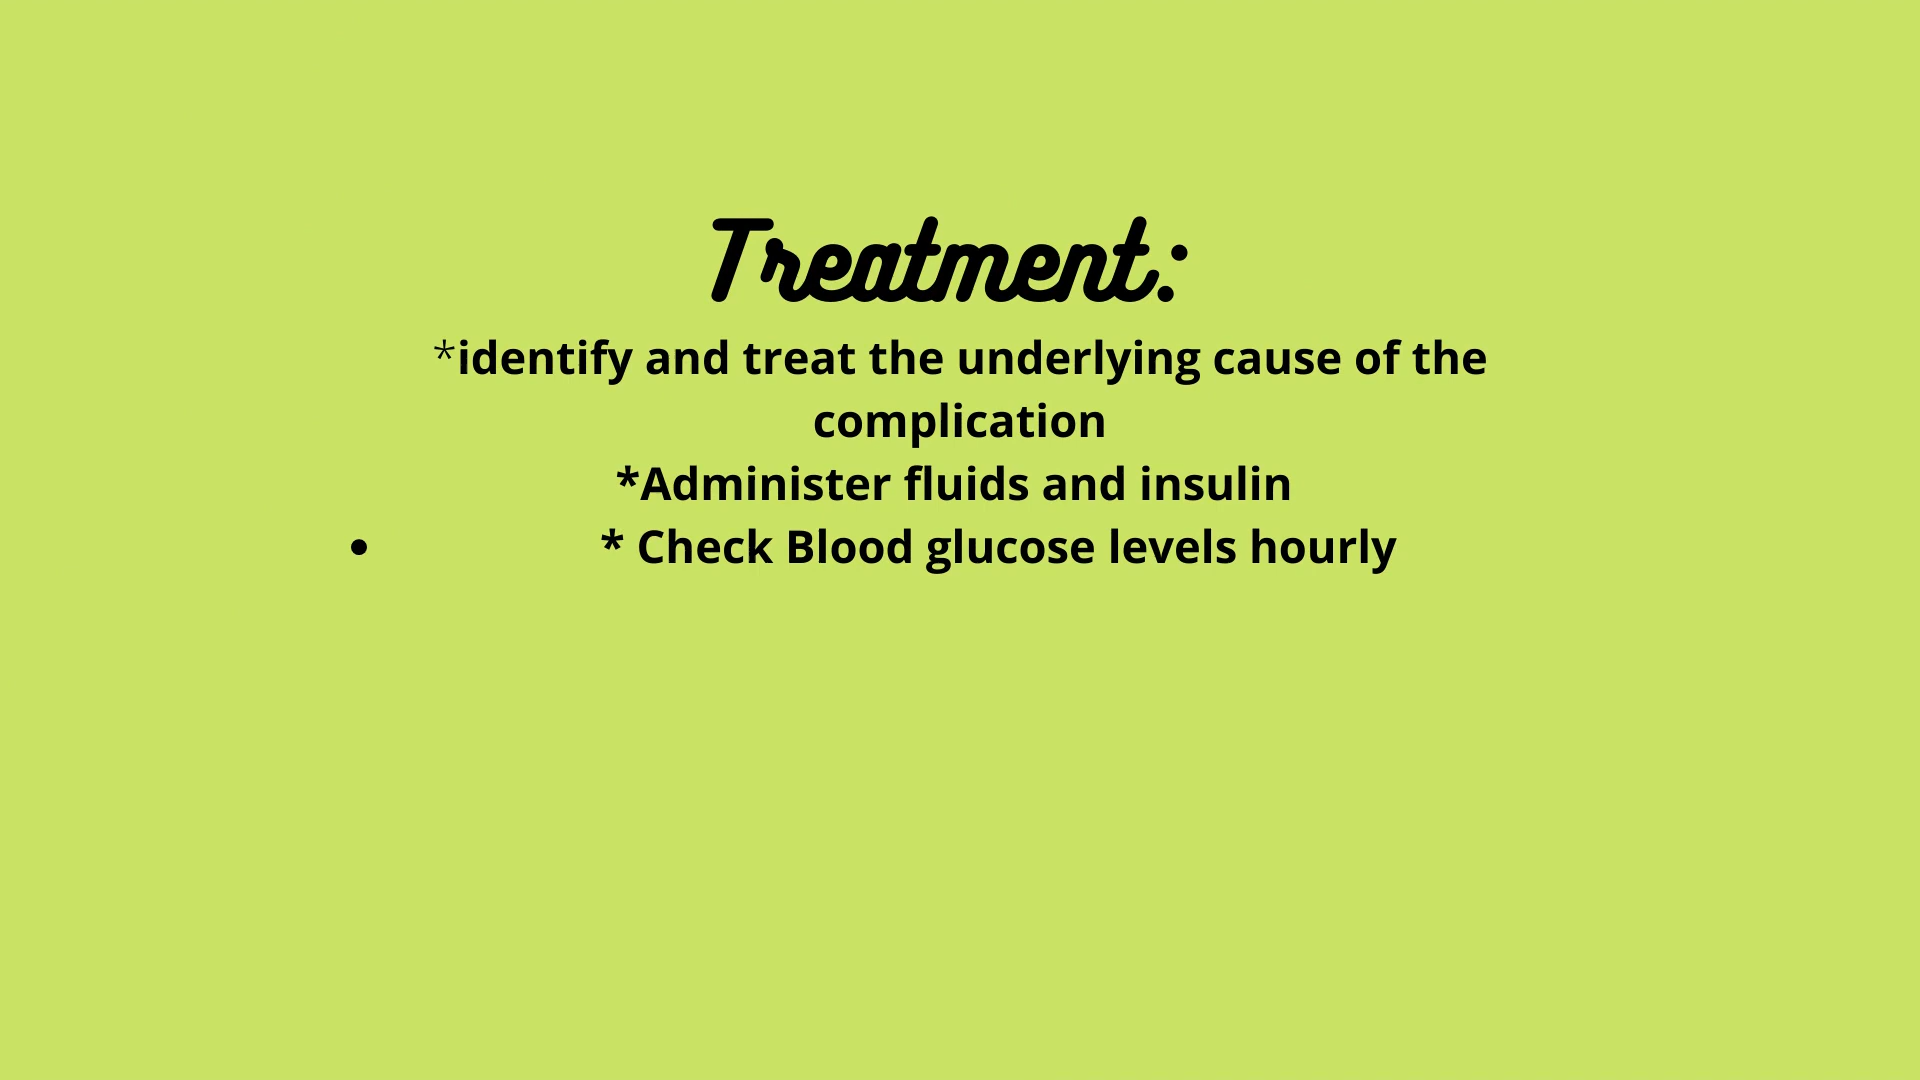 Treatment:
*identify and treat the underlying cause of the
complication
*Administer fluids and insulin
• * Check Blood glucose levels hourly